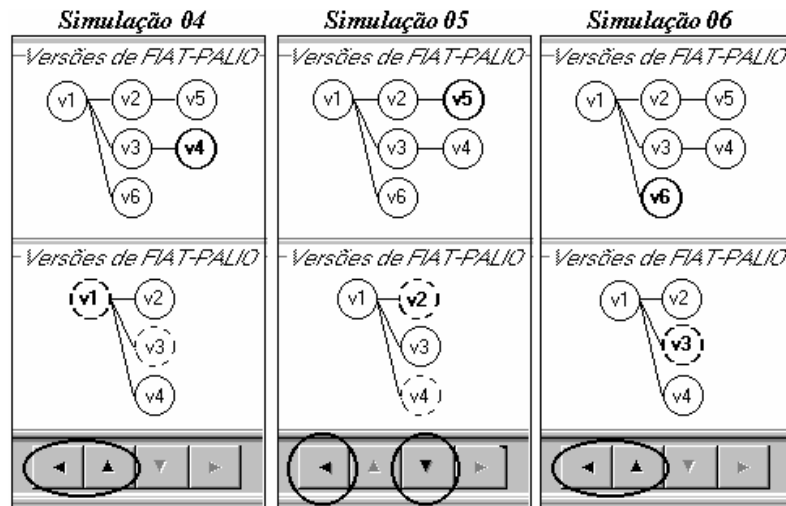 Simulação 04
Versões de FIAT-PALIO
v1 v2 v5
v3 v4
v6
Versões de FIAT-PALIO
v1 v2
v3
v4
Simulação 05
Versões de FIAT-PALIO
v1 v2 v5
v3 v4
v6
Versões de FIAT-PALIO
v1 v2
v3
v4
Simulação 06
Versões de FIAT-PALIO
v1 v2 v5
v3 v4
v6
Versões de FIAT-PALIO
v1 v2
v3
v4